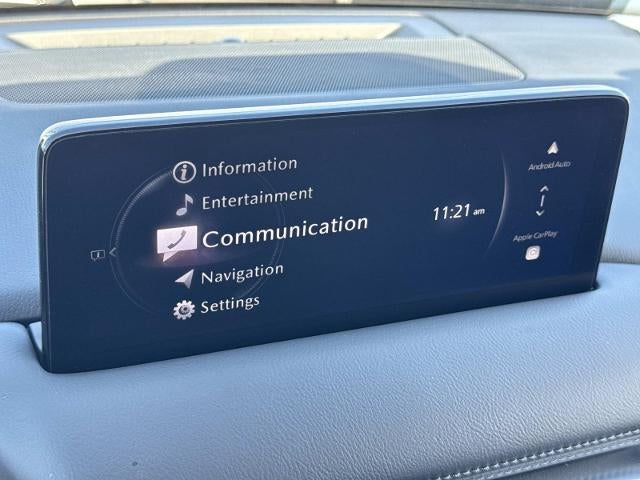 Information
Entertainment
Communication
Navigation
Settings
11:21 am
Android Auto
Apple CarPlay